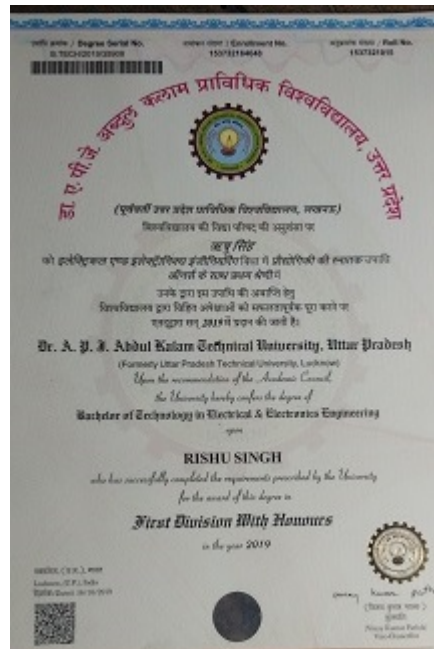 उपाधि क्रमांक / Degree Serial No.
नामांकन संख्या / Enrollment No.
अनुक्रमांक संख्या / Roll No.
डा. ए. पी. जे. अब्दुल कलाम प्राविधिक विश्वविद्यालय, उत्तर प्रदेश
(पूर्ववर्ती उत्तर प्रदेश प्राविधिक विश्वविद्यालय, लखनऊ)
विश्वविद्यालय की विद्या परिषद की अनुशंसा पर
सिंह
को इलेक्ट्रिकल एण्ड इलेक्ट्रॉनिक्स इंजीनियरिंग विधा में प्रौद्योगिकी की स्नातक उपाधि
ऑनर्स के साथ प्रथम श्रेणी में
उनके द्वारा इस उपाधि की अवाप्ति हेतु
विश्वविद्यालय द्वारा विहित अपेक्षाओं को सफलतापूर्वक पूरा करने पर
एतद्द्वारा सन् 2019 में प्रदान की जाती है।
Dr. A. P. J. Abdul Kalam Technical University, Uttar Pradesh
(Formerly Uttar Pradesh Technical University, Lucknow)
Upon the recommendation of the Academic Council,
the University hereby confers the degree of
Bachelor of Technology in Electrical & Electronics Engineering
upon
RISHU SINGH
who has successfully completed the requirements prescribed by the University
for the award of this degree in
First Division With Honours
in the year 2019
Lucknow, (U.P.), India
Vinay Kumar Pathak
Vice-Chancellor